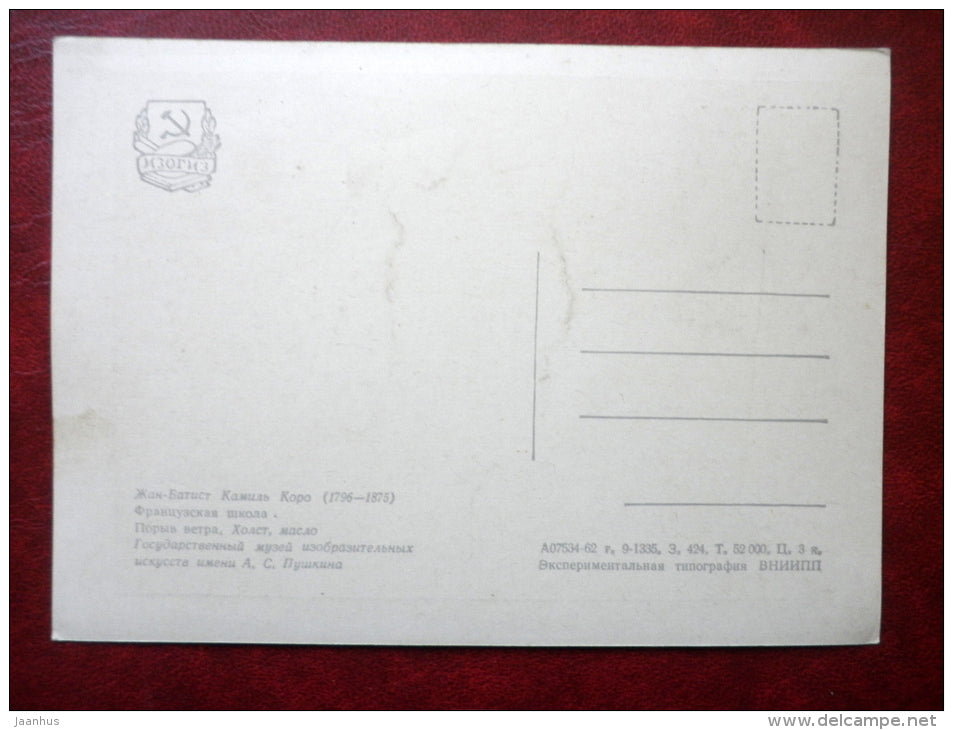 ИЗОГИЗ
Жан-Батист Камиль Коро (1796—1875)
Французская школа.
Порыв ветра. Холст, масло
Государственный музей изобразительных
искусств имени А. С. Пушкина
А07534-62 г. 9-1335. З. 424. Т. 52 000. Ц. 3 к.
Экспериментальная типография ВНИИПП
jaanhus
www.delcampe.net